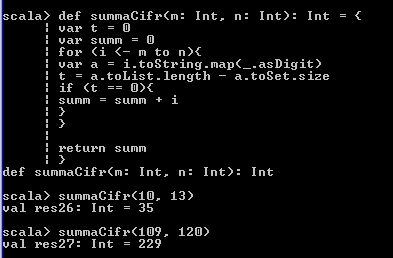 scala> def summaCifr(m: Int, n: Int): Int = {
| var t = 0
| var summ = 0
| for (i <- m to n){
| var a = i.toString.map(_.asDigit)
| t = a.toList.length - a.toSet.size
| if (t == 0){
| summ = summ + i
| }
| }
|
| return summ
| }
def summaCifr(m: Int, n: Int): Int
scala> summaCifr(10, 13)
val res26: Int = 35
scala> summaCifr(109, 120)
val res27: Int = 229